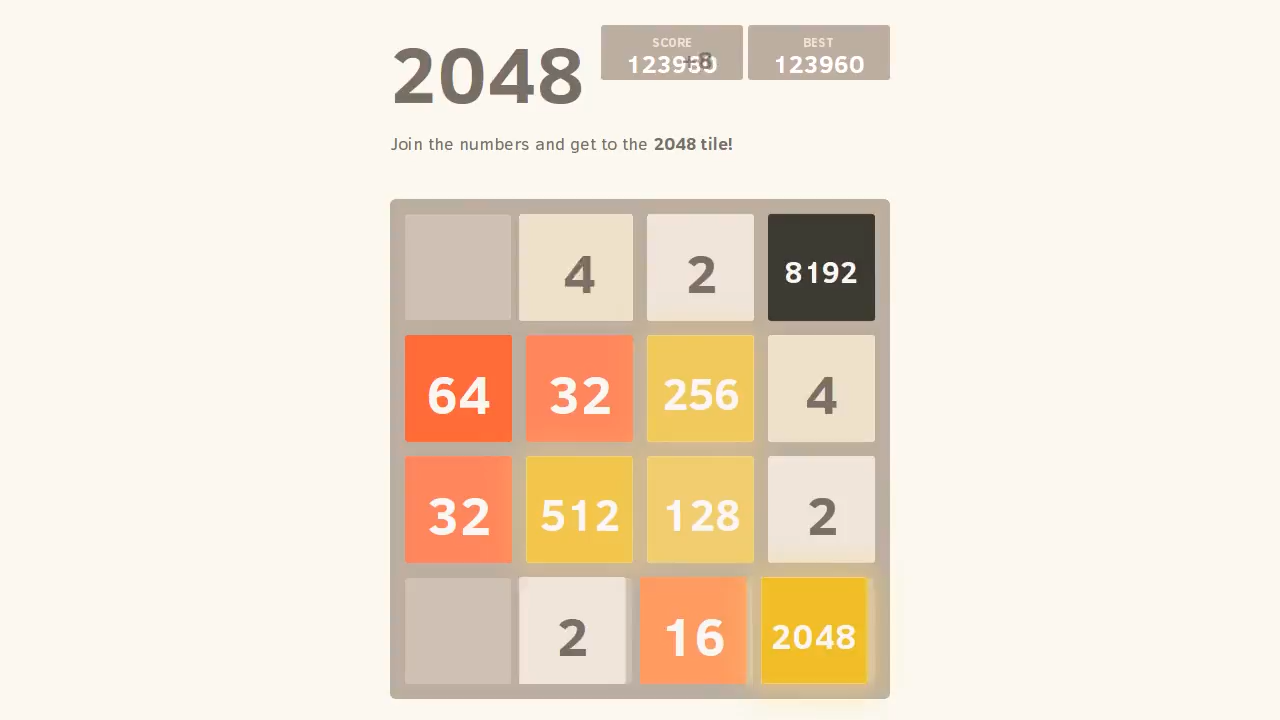 2048
SCORE
BEST
123960
Join the numbers and get to the 2048 tile!
4 2 8192
64 32 256 4
32 512 128 2
2 16 2048